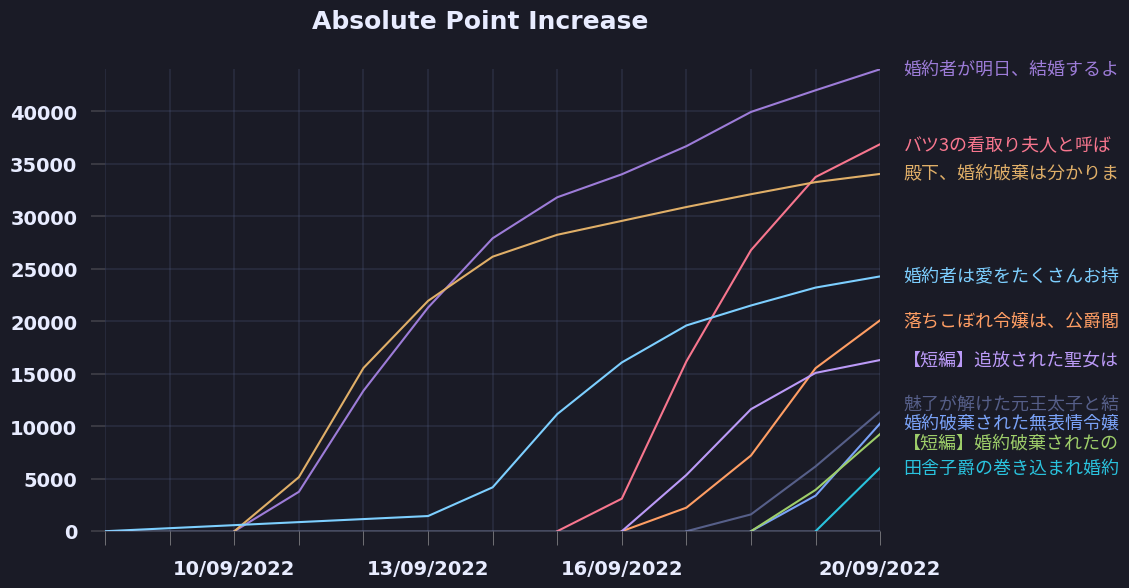 Absolute Point Increase
婚約者が明日、結婚するよ
バツ3の看取り夫人と呼ば
殿下、婚約破棄は分かりま
婚約者は愛をたくさんお持
落ちこぼれ令嬢は、公爵閣
【短編】追放された聖女は
魅了が解けた元王太子と結
婚約破棄された無表情令嬢
【短編】婚約破棄されたの
田舎子爵の巻き込まれ婚約
40000
35000
30000
25000
20000
15000
10000
5000
0
10/09/2022
13/09/2022
16/09/2022
20/09/2022